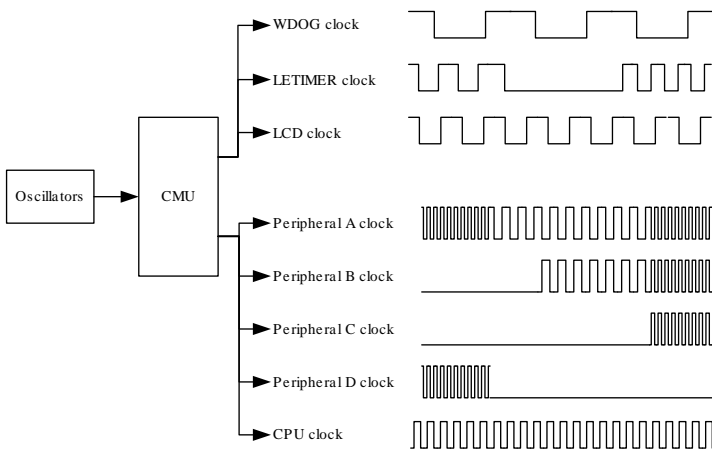 WDOG clock
LETIMER clock
LCD clock
Oscillators
CMU
Peripheral A clock
Peripheral B clock
Peripheral C clock
Peripheral D clock
CPU clock